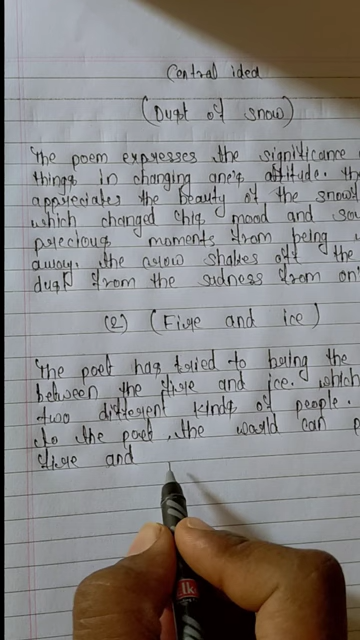 Central idea
(Dust of snow)
The poem expresses the significance
things in changing one's attitude. The
appreciates the beauty of the snow
which changed his mood and
precious moments from being
away. The crow shakes off the
dust from the sadness from
(2) (Fire and ice)
The poet has tried to bring the
between the fire and ice. which
two different kinds of people.
to the poet, the world can
fire and